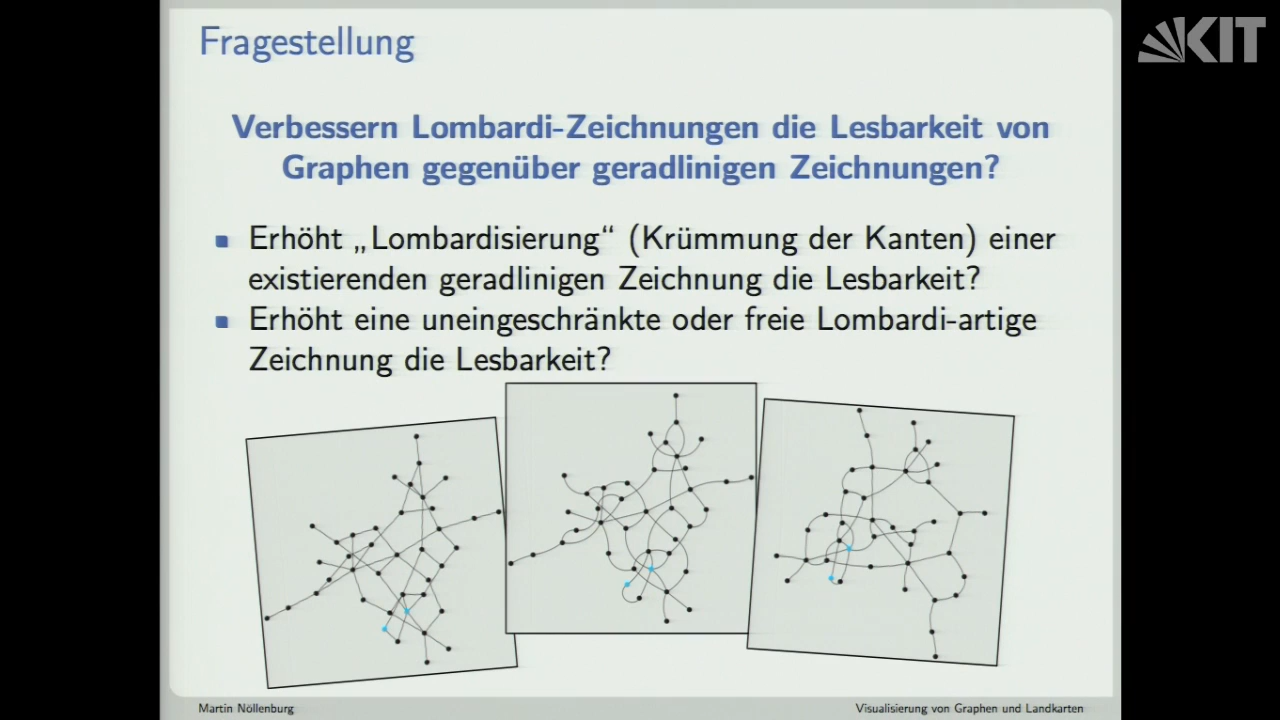 Fragestellung
KIT
Verbessern Lombardi-Zeichnungen die Lesbarkeit von
Graphen gegenüber geradlinigen Zeichnungen?
Erhöht „Lombardisierung“ (Krümmung der Kanten) einer
existierenden geradlinigen Zeichnung die Lesbarkeit?
Erhöht eine uneingeschränkte oder freie Lombardi-artige
Zeichnung die Lesbarkeit?
Martin Nöllenburg
Visualisierung von Graphen und Landkarten